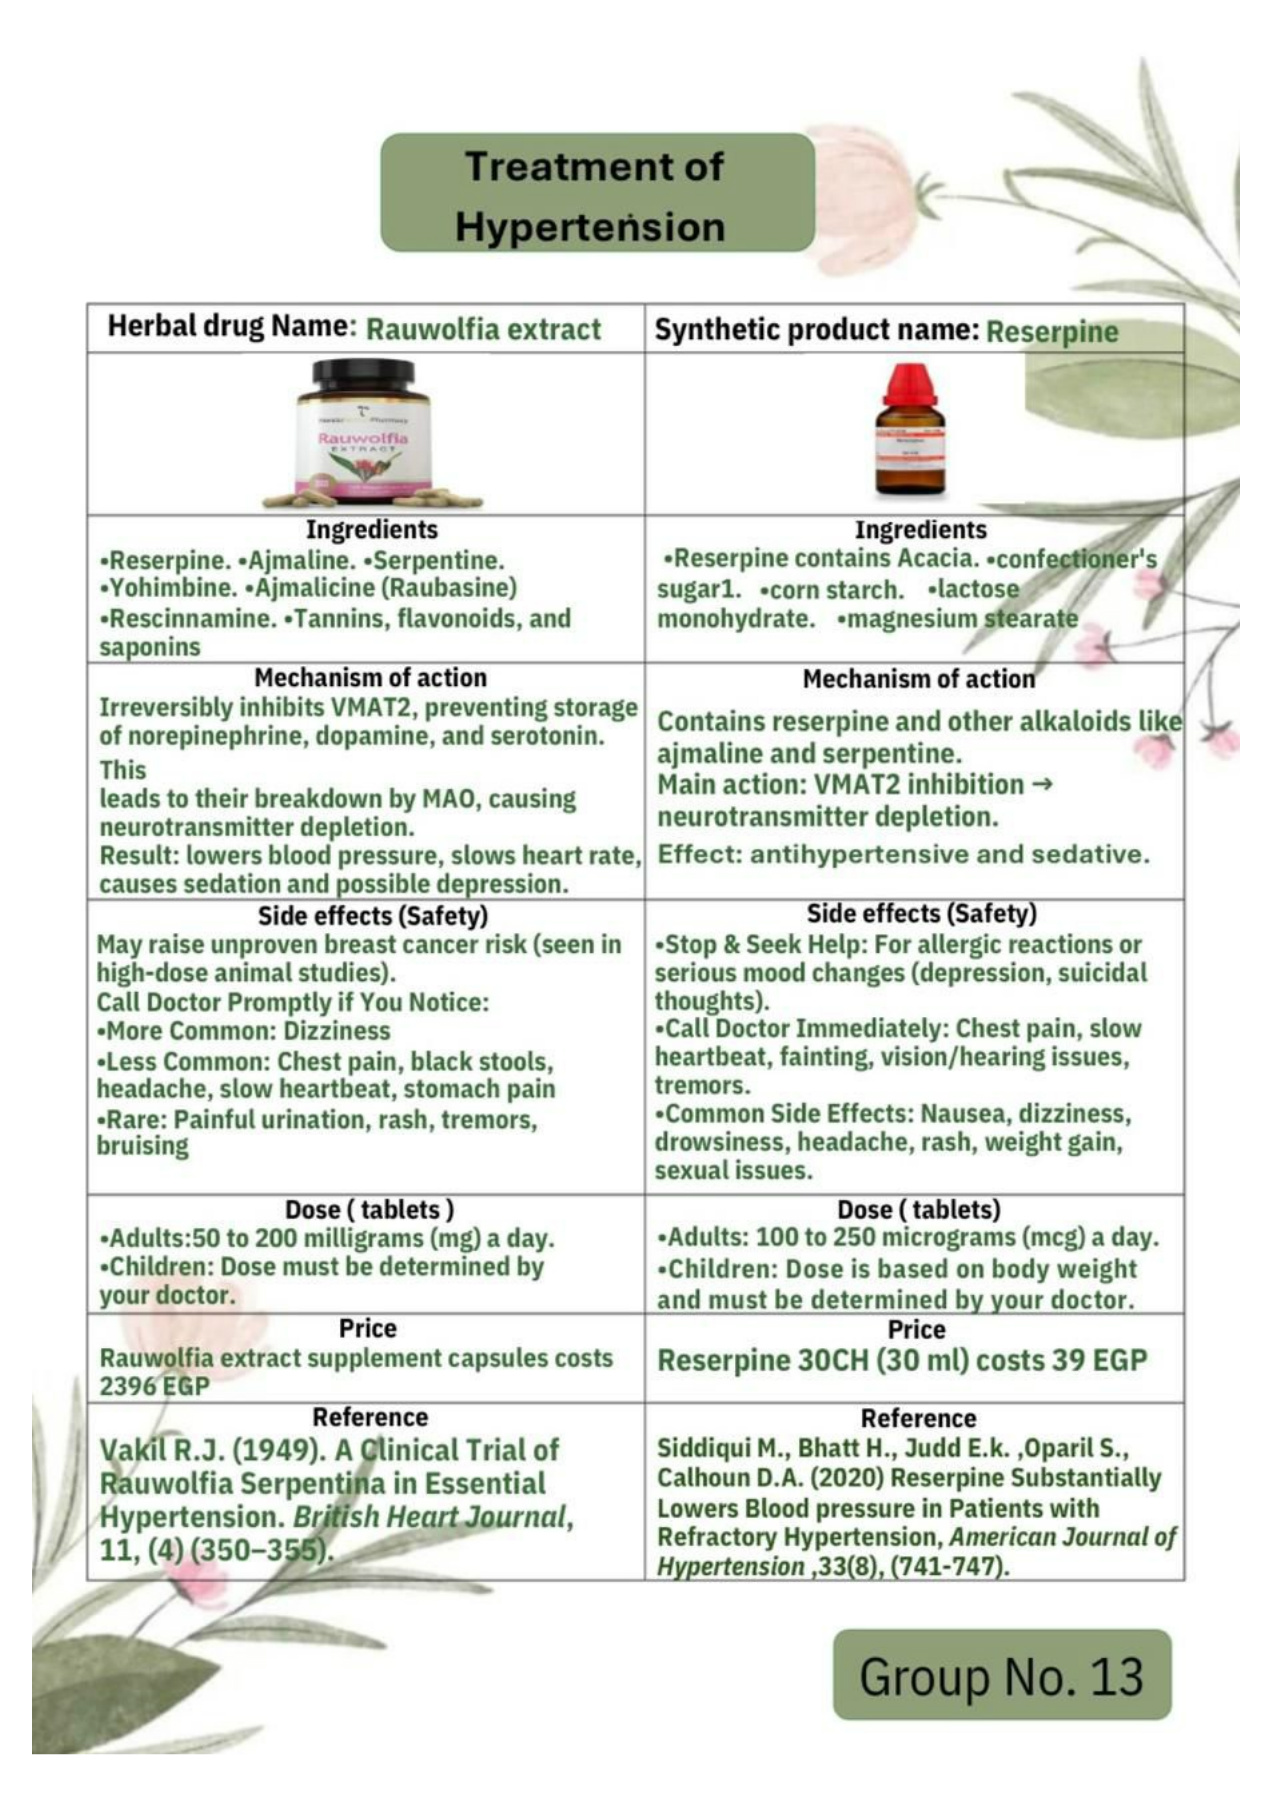 Treatment of
Hypertension
Herbal drug Name: Rauwolfia extract
Synthetic product name: Reserpine
Rauwolfia
EXTRACT
Ingredients
•Reserpine. •Ajmaline. •Serpentine.
•Yohimbine. •Ajmalicine (Raubasine)
•Rescinnamine. •Tannins, flavonoids, and
saponins
Ingredients
•Reserpine contains Acacia. •confectioner's
sugar1. •corn starch. •lactose
monohydrate. •magnesium stearate
Mechanism of action
Irreversibly inhibits VMAT2, preventing storage
of norepinephrine, dopamine, and serotonin.
This
leads to their breakdown by MAO, causing
neurotransmitter depletion.
Result: lowers blood pressure, slows heart rate,
causes sedation and possible depression.
Mechanism of action
Contains reserpine and other alkaloids like
ajmaline and serpentine.
Main action: VMAT2 inhibition →
neurotransmitter depletion.
Effect: antihypertensive and sedative.
Side effects (Safety)
May raise unproven breast cancer risk (seen in
high-dose animal studies).
Call Doctor Promptly if You Notice:
•More Common: Dizziness
•Less Common: Chest pain, black stools,
headache, slow heartbeat, stomach pain
•Rare: Painful urination, rash, tremors,
bruising
Side effects (Safety)
•Stop & Seek Help: For allergic reactions or
serious mood changes (depression, suicidal
thoughts).
•Call Doctor Immediately: Chest pain, slow
heartbeat, fainting, vision/hearing issues,
tremors.
•Common Side Effects: Nausea, dizziness,
drowsiness, headache, rash, weight gain,
sexual issues.
Dose ( tablets )
•Adults:50 to 200 milligrams (mg) a day.
•Children: Dose must be determined by
your doctor.
Dose ( tablets)
•Adults: 100 to 250 micrograms (mcg) a day.
•Children: Dose is based on body weight
and must be determined by your doctor.
Price
Rauwolfia extract supplement capsules costs
2396 EGP
Price
Reserpine 30CH (30 ml) costs 39 EGP
Reference
Vakil R.J. (1949). A Clinical Trial of
Rauwolfia Serpentina in Essential
Hypertension. British Heart Journal,
11, (4) (350–355).
Reference
Siddiqui M., Bhatt H., Judd E.k. ,Oparil S.,
Calhoun D.A. (2020) Reserpine Substantially
Lowers Blood pressure in Patients with
Refractory Hypertension, American Journal of
Hypertension ,33(8), (741-747).
Group No. 13